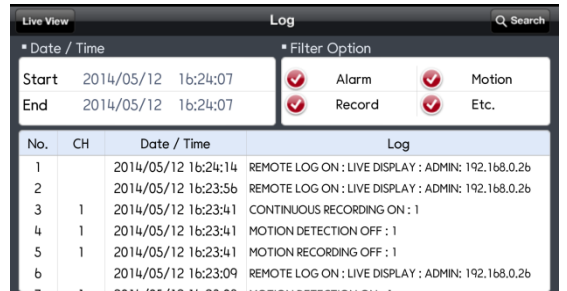 Live View Log Search
Date / Time Filter Option
Start 2014/05/12 16:24:07 Alarm Motion
End 2014/05/12 16:24:07 Record Etc.
No. CH Date / Time Log
1 2014/05/12 16:24:14 REMOTE LOG ON : LIVE DISPLAY : ADMIN: 192.168.0.26
2 2014/05/12 16:23:56 REMOTE LOG ON : LIVE DISPLAY : ADMIN: 192.168.0.26
3 1 2014/05/12 16:23:41 CONTINUOUS RECORDING ON : 1
4 1 2014/05/12 16:23:41 MOTION DETECTION OFF : 1
5 1 2014/05/12 16:23:41 MOTION RECORDING OFF : 1
6 2014/05/12 16:23:09 REMOTE LOG ON : LIVE DISPLAY : ADMIN: 192.168.0.26